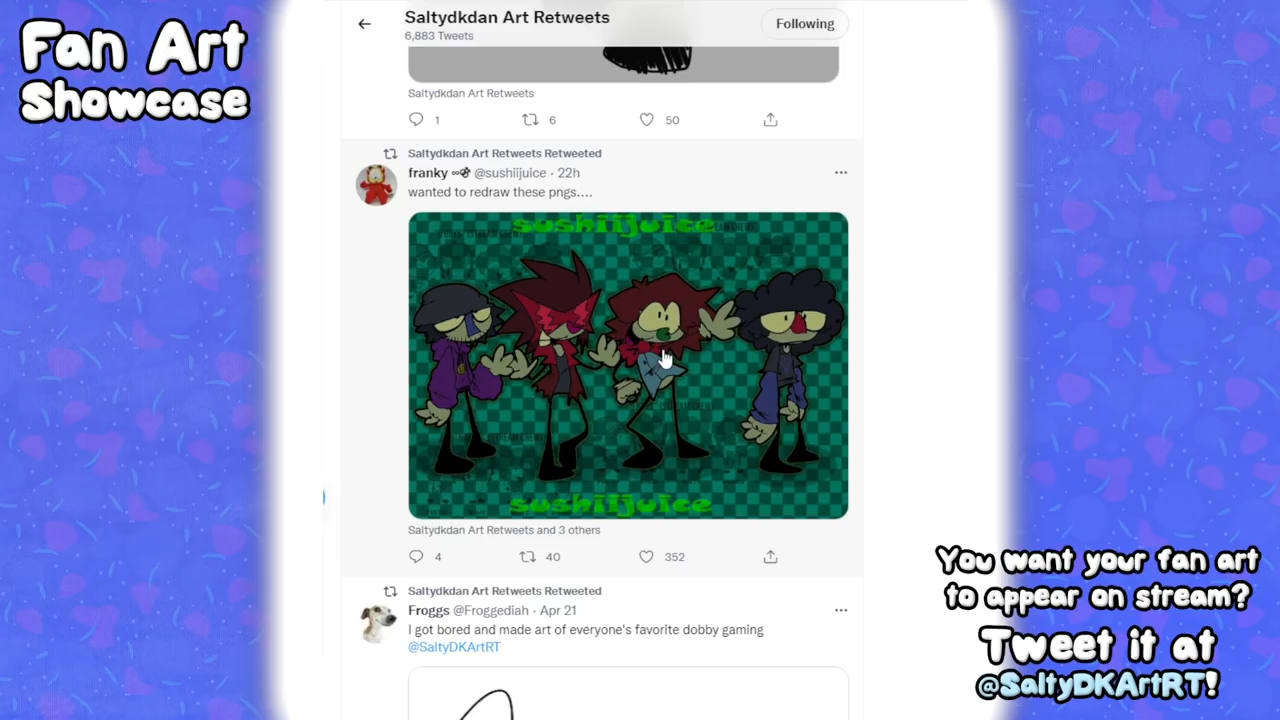 Fan Art
Showcase
Saltydkdan Art Retweets
6,883 Tweets
Following
Saltydkdan Art Retweets
1
6
50
Saltydkdan Art Retweets Retweeted
franky @sushiijuice · 22h
wanted to redraw these pngs....
sushiijuice
sushiijuice
Saltydkdan Art Retweets and 3 others
4
40
352
Saltydkdan Art Retweets Retweeted
Froggs @Froggediah · Apr 21
I got bored and made art of everyone's favorite dobby gaming
@SaltyDKArtRT
You want your fan art
to appear on stream?
Tweet it at
@SaltyDKArtRT!